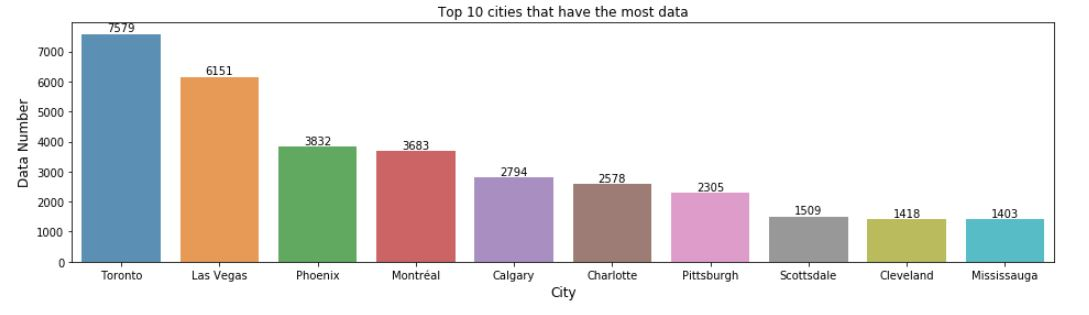 Top 10 cities that have the most data
Data Number
7000
6000
5000
4000
3000
2000
1000
0
7579
6151
3832
3683
2794
2578
2305
1509
1418
1403
Toronto
Las Vegas
Phoenix
Montréal
Calgary
Charlotte
Pittsburgh
Scottsdale
Cleveland
Mississauga
City